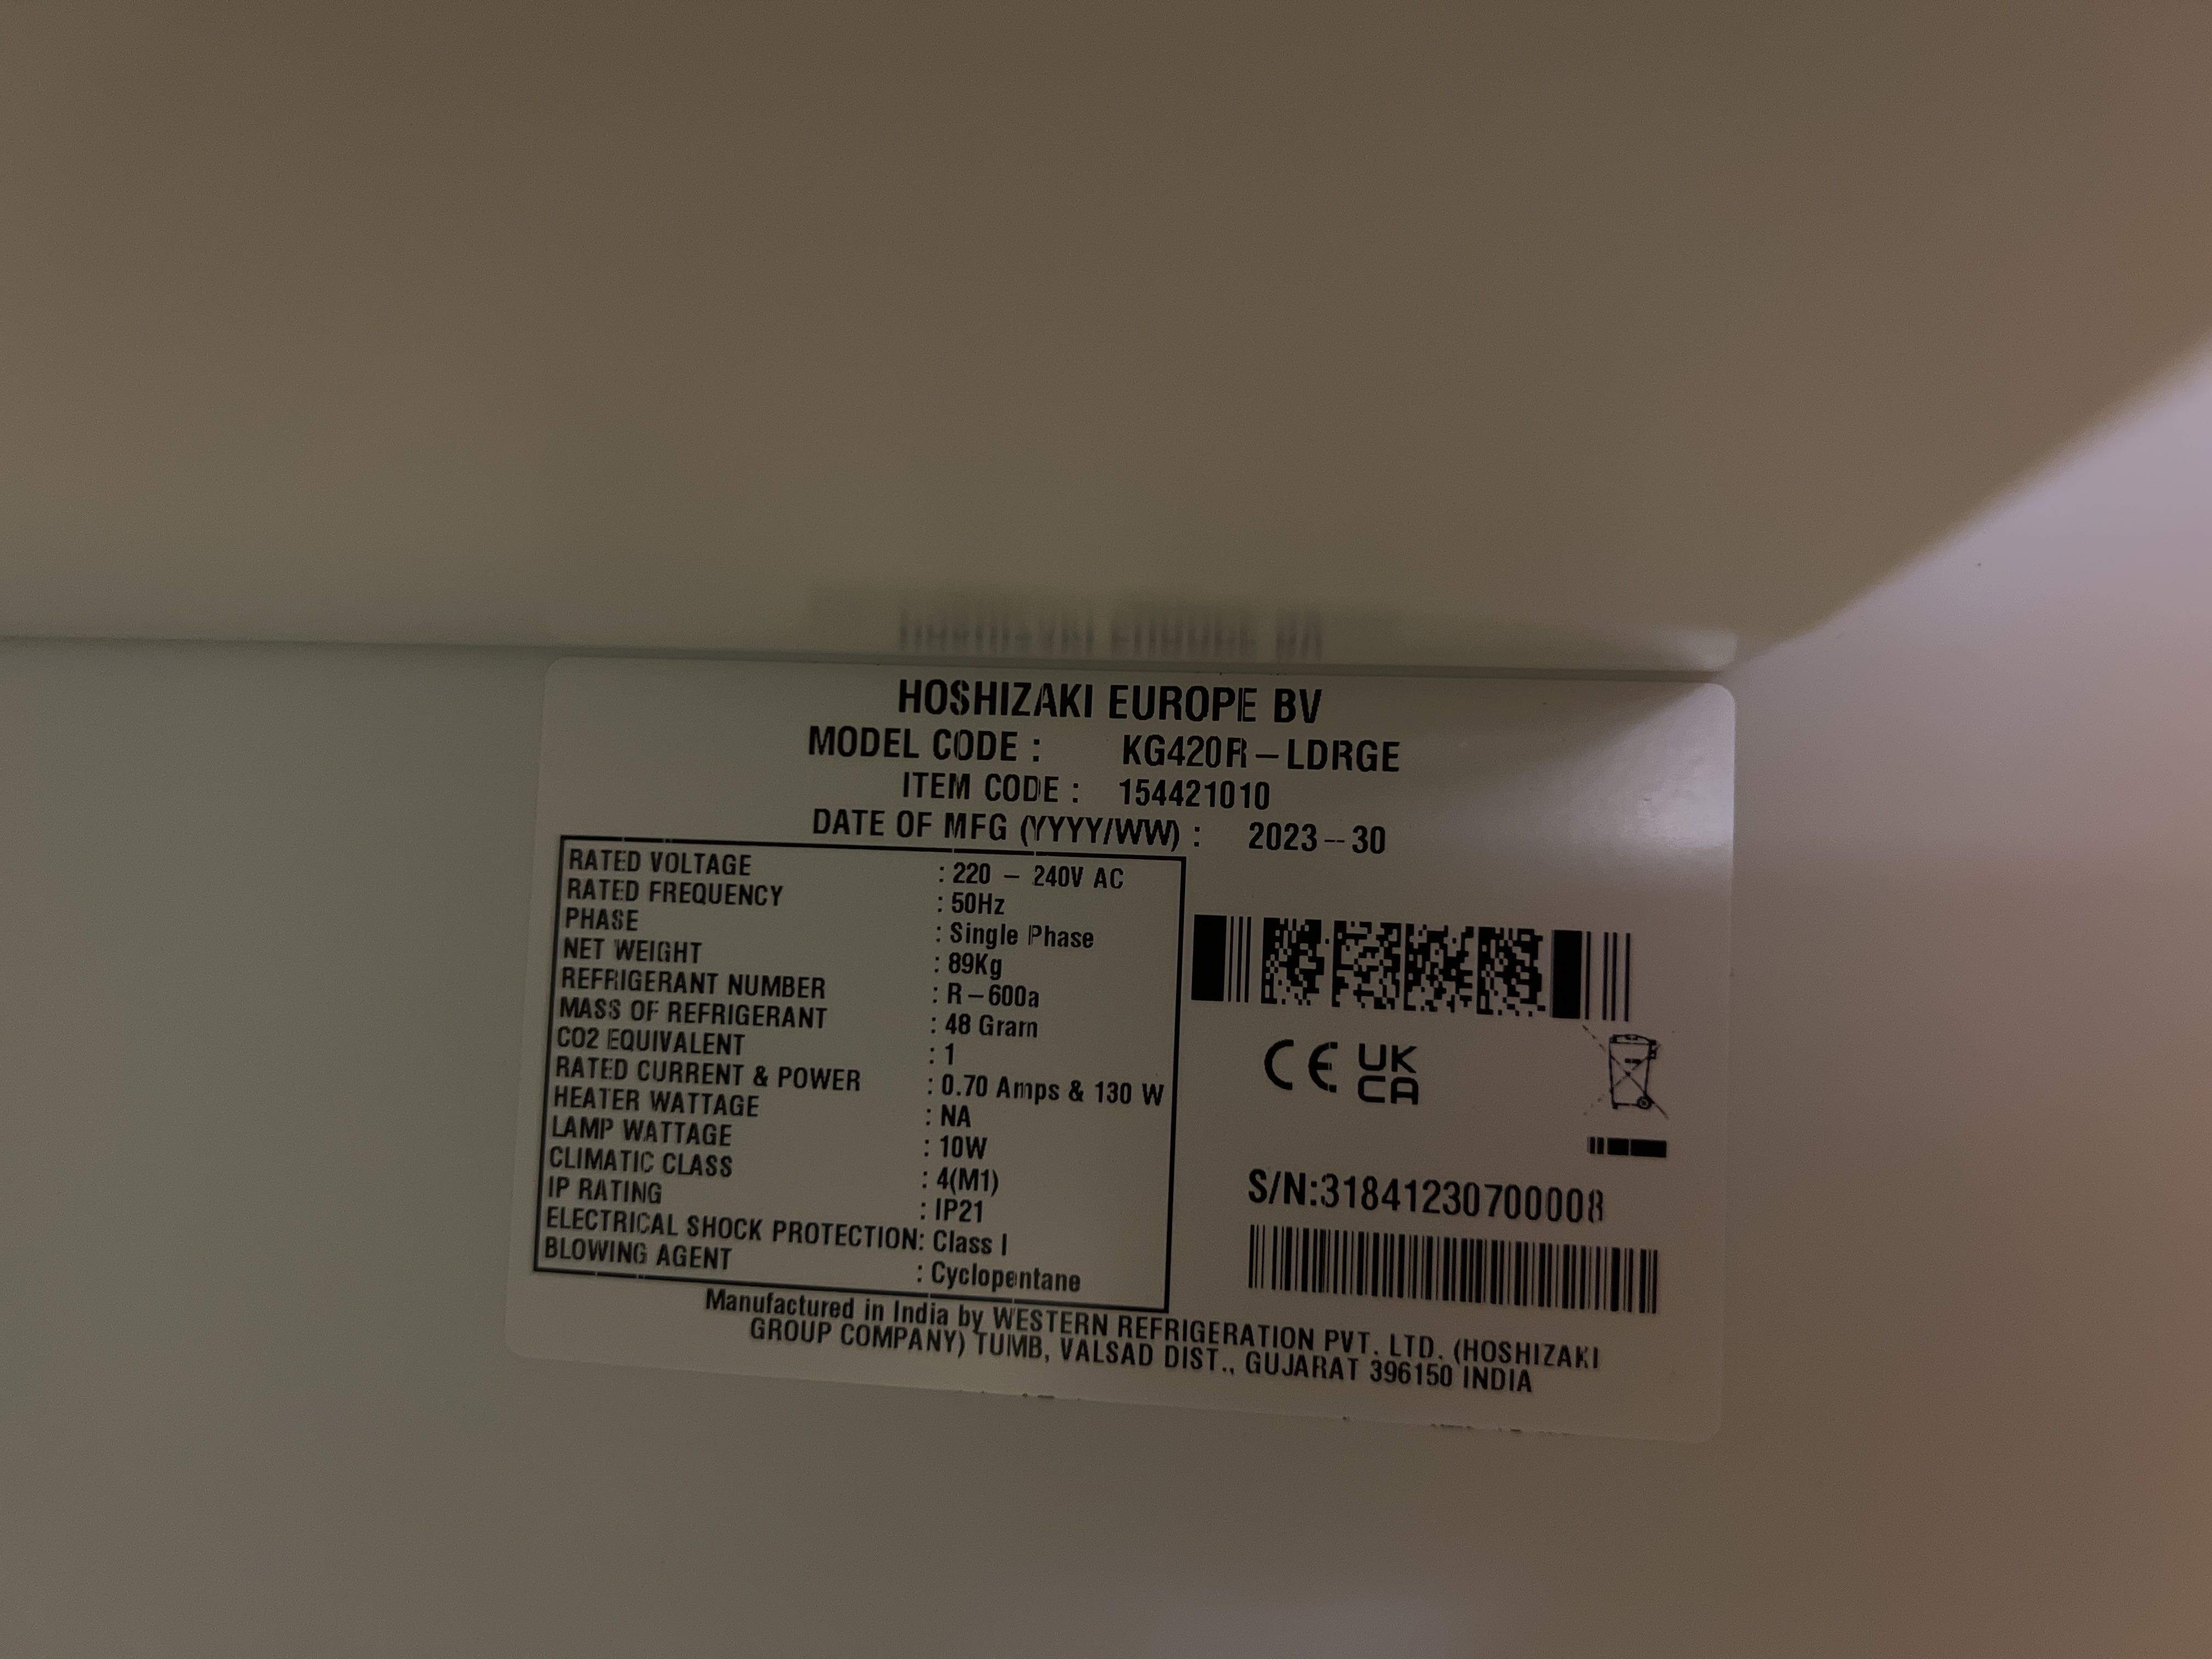 HOSHIZAKI EUROPE BV
MODEL CODE : KG420R-LDRGE
ITEM CODE : 154421010
DATE OF MFG (YYYY/WW) : 2023--30
RATED VOLTAGE : 220 - 240V AC
RATED FREQUENCY : 50Hz
PHASE : Single Phase
NET WEIGHT : 89Kg
REFRIGERANT NUMBER : R-600a
MASS OF REFRIGERANT : 48 Gram
CO2 EQUIVALENT : 1
RATED CURRENT & POWER : 0.70 Amps & 130 W
HEATER WATTAGE : NA
LAMP WATTAGE : 10W
CLIMATIC CLASS : 4(M1)
IP RATING : IP21
ELECTRICAL SHOCK PROTECTION: Class I
BLOWING AGENT : Cyclopentane
CE UK
CA
S/N:31841230700008
Manufactured in India by WESTERN REFRIGERATION PVT. LTD. (HOSHIZAKI
GROUP COMPANY) TUMB, VALSAD DIST., GUJARAT 396150 INDIA